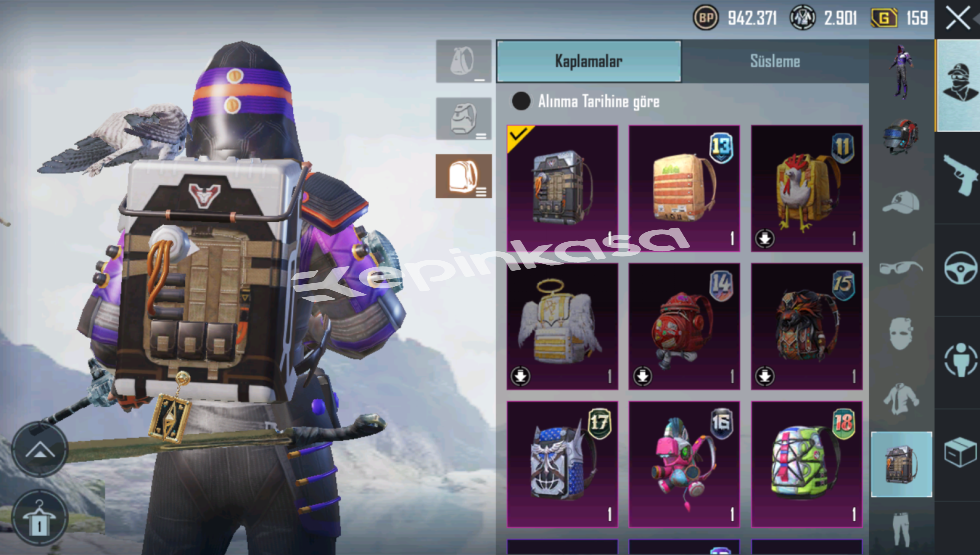 BP 942.371 2.901 G 159
Kaplamalar Süsleme
Alınma Tarihine göre
13 11
1 1 1
epinkasa
14 15
1 1 1
17 16 18
1 1 1